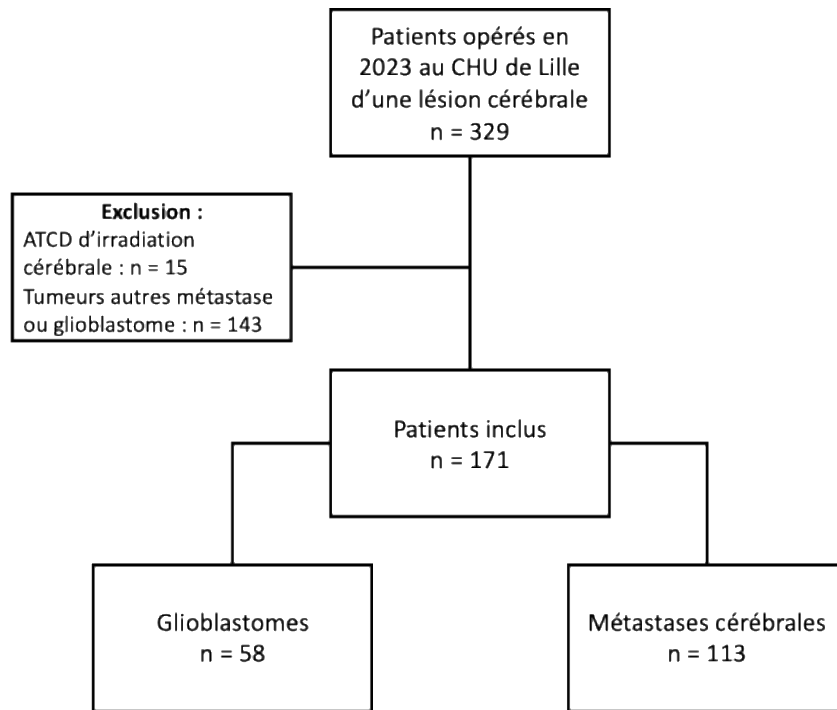 Patients opérés en
2023 au CHU de Lille
d'une lésion cérébrale
n = 329
Exclusion :
ATCD d'irradiation
cérébrale : n = 15
Tumeurs autres métastase
ou glioblastome : n = 143
Patients inclus
n = 171
Glioblastomes
n = 58
Métastases cérébrales
n = 113